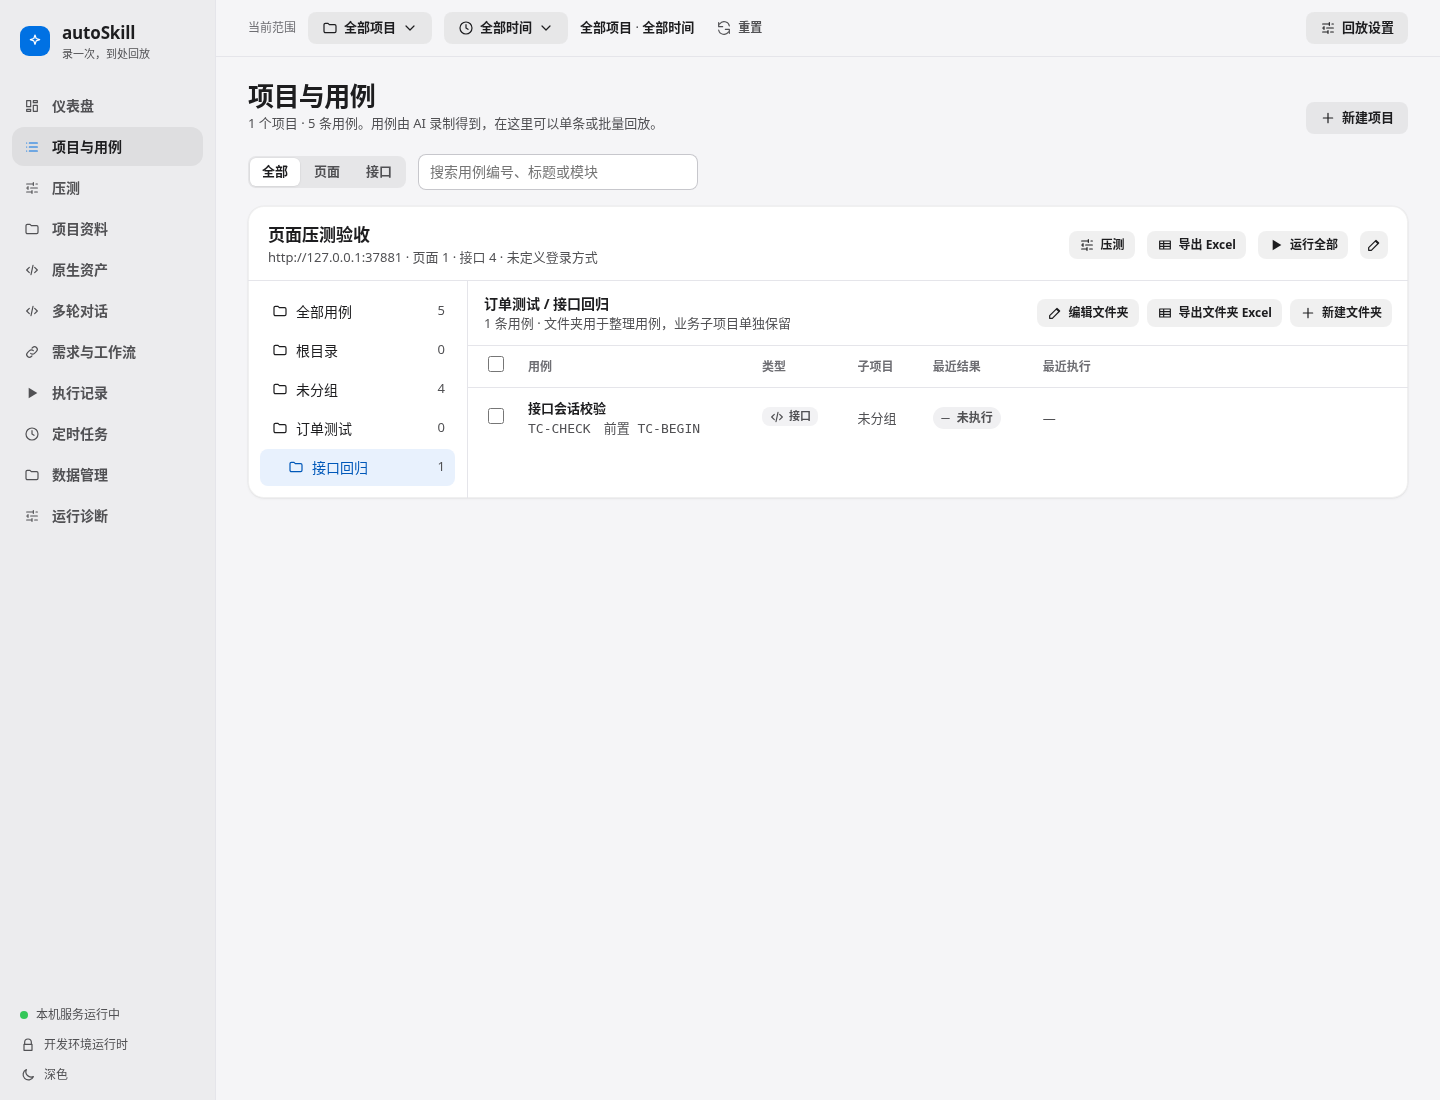 autoSkill
录一次，到处回放
仪表盘
项目与用例
压测
项目资料
原生资产
多轮对话
需求与工作流
执行记录
定时任务
数据管理
运行诊断
本机服务运行中
开发环境运行时
深色
当前范围 全部项目 全部时间 全部项目 · 全部时间 重置 回放设置
项目与用例
1 个项目 · 5 条用例。用例由 AI 录制得到，在这里可以单条或批量回放。
新建项目
全部 页面 接口 搜索用例编号、标题或模块
页面压测验收
http://127.0.0.1:37881 · 页面 1 · 接口 4 · 未定义登录方式
压测 导出 Excel 运行全部
全部用例 5
根目录 0
未分组 4
订单测试 0
接口回归 1
订单测试 / 接口回归
1 条用例 · 文件夹用于整理用例，业务子项目单独保留
编辑文件夹 导出文件夹 Excel 新建文件夹
用例 类型 子项目 最近结果 最近执行
接口会话校验
TC-CHECK 前置 TC-BEGIN
接口 未分组 — 未执行 —